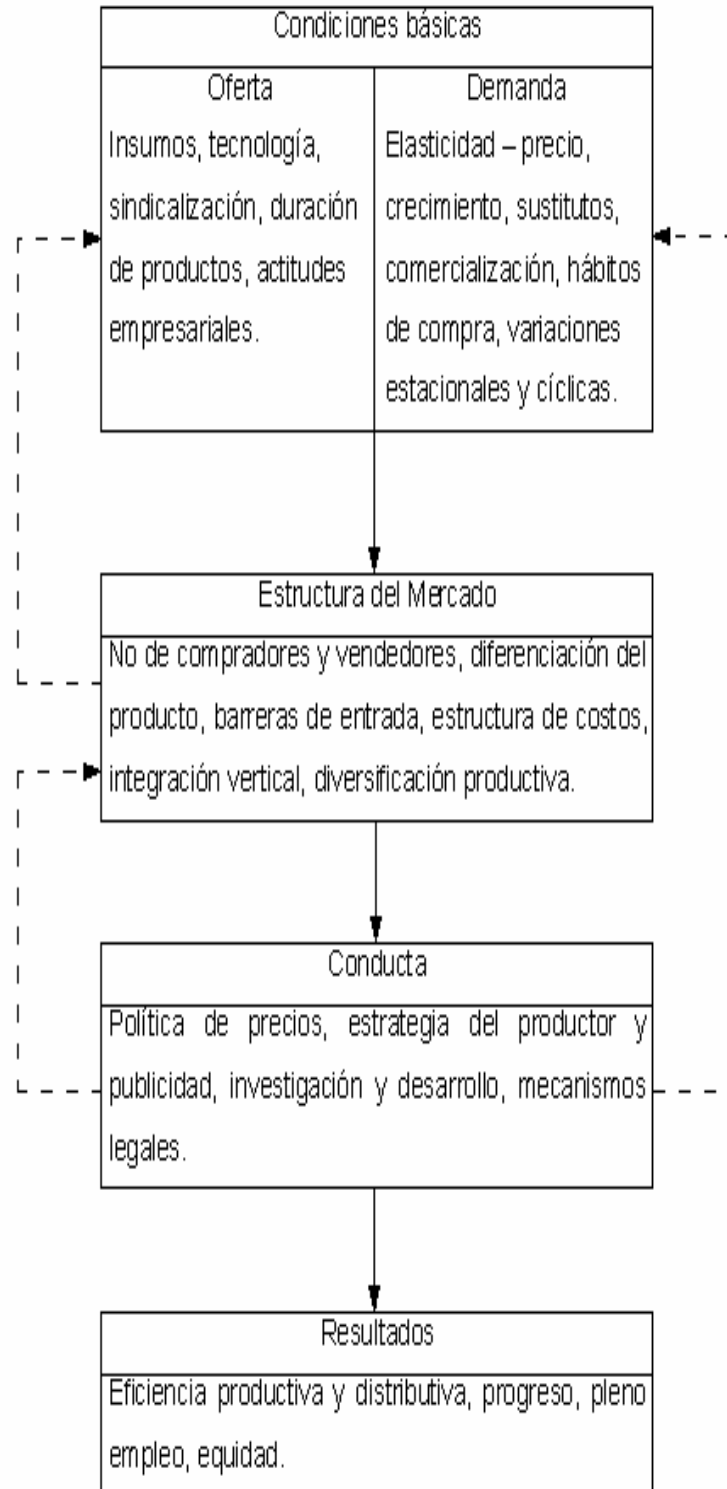 Condiciones básicas
Oferta
Insumos, tecnología,
sindicalización, duración
de productos, actitudes
empresariales.
Demanda
Elasticidad – precio,
crecimiento, sustitutos,
comercialización, hábitos
de compra, variaciones
estacionales y cíclicas.
Estructura del Mercado
No de compradores y vendedores, diferenciación del
producto, barreras de entrada, estructura de costos,
integración vertical, diversificación productiva.
Conducta
Política de precios, estrategia del productor y
publicidad, investigación y desarrollo, mecanismos
legales.
Resultados
Eficiencia productiva y distributiva, progreso, pleno
empleo, equidad.